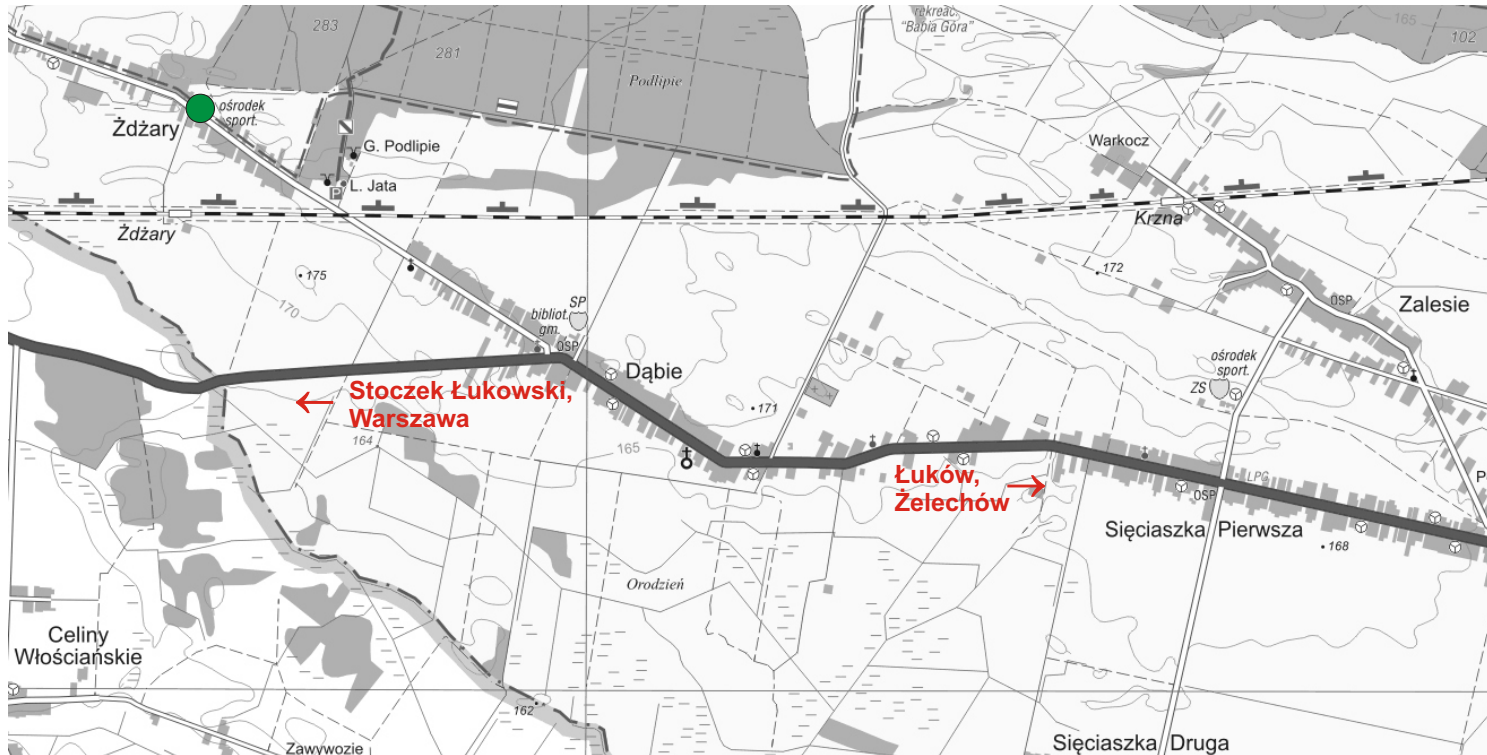 rekreac.
"Babia Góra"
165
102
283
281
Podlipie
ośrodek
sport.
Żdżary
G. Podlipie
P
L. Jata
Warkocz
Żdżary
Krzna
175
172
170
SP
bibliot.
gm.
OSP
OSP
Zalesie
Dąbie
ośrodek
sport.
ZS
← Stoczek Łukowski,
Warszawa
171
164
165
Łuków, →
Żelechów
LPG
OSP
P
Sięciaszka Pierwsza
168
Orodzień
Celiny
Włościańskie
162
Zawywozie
Sięciaszka Druga